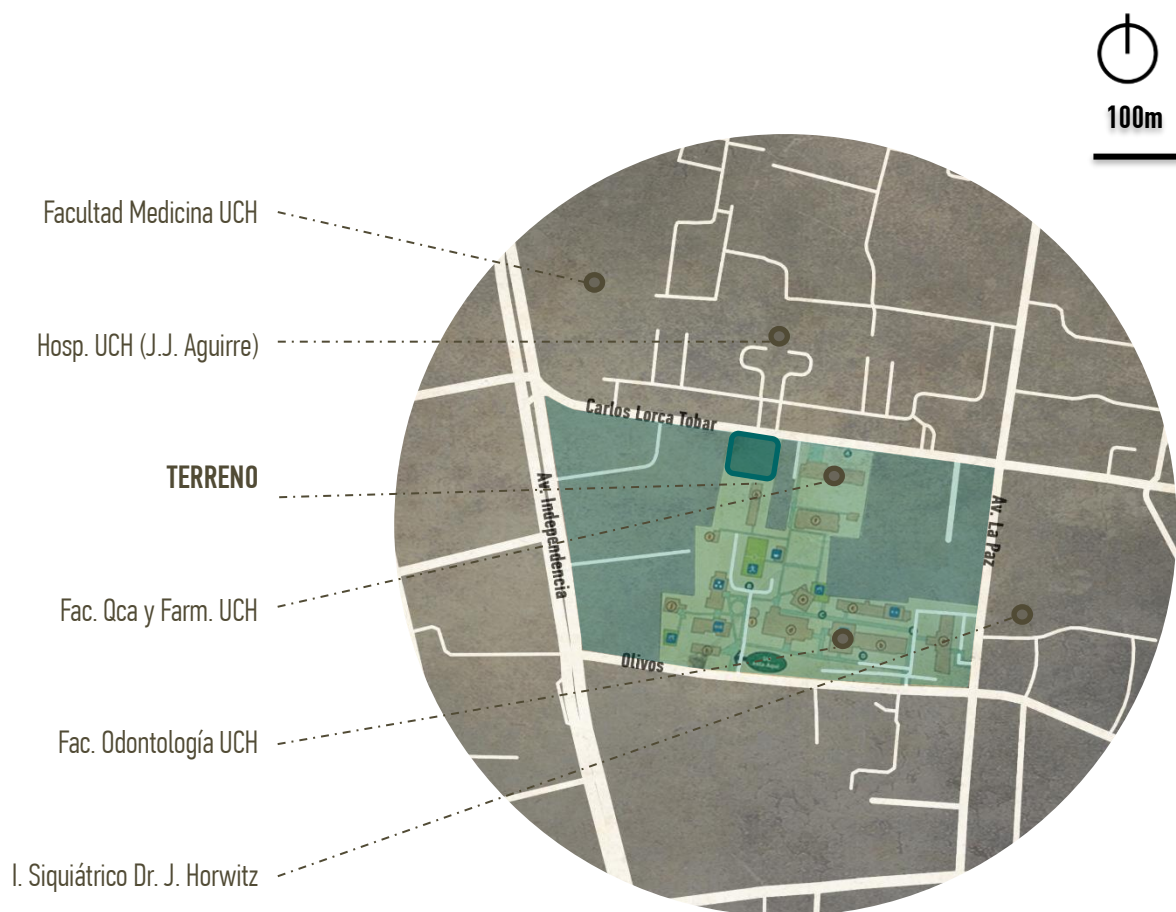 100m
Facultad Medicina UCH
Hosp. UCH (J.J. Aguirre)
TERRENO
Fac. Qca y Farm. UCH
Fac. Odontología UCH
I. Siquiátrico Dr. J. Horwitz
Carlos Lorca Tobar
Av. Independencia
Av. La Paz
Olivos